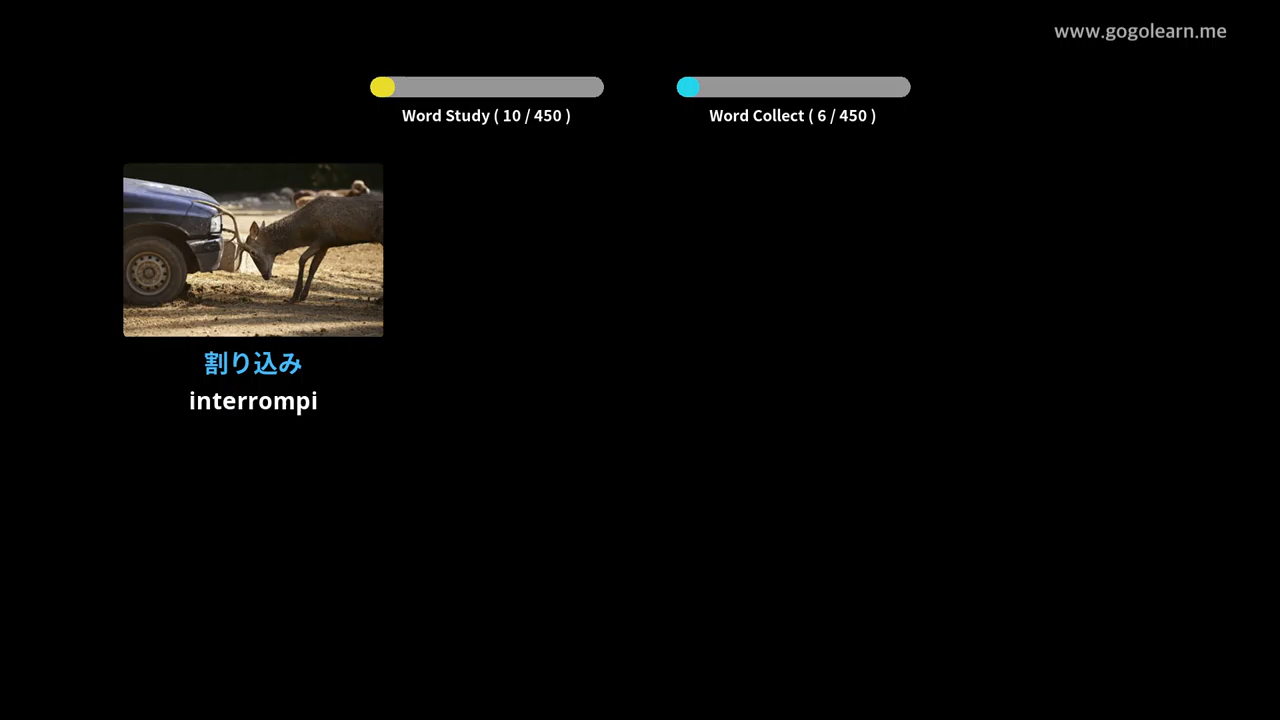 www.gogolearn.me
Word Study ( 10 / 450 )
Word Collect ( 6 / 450 )
割り込み
interrompi